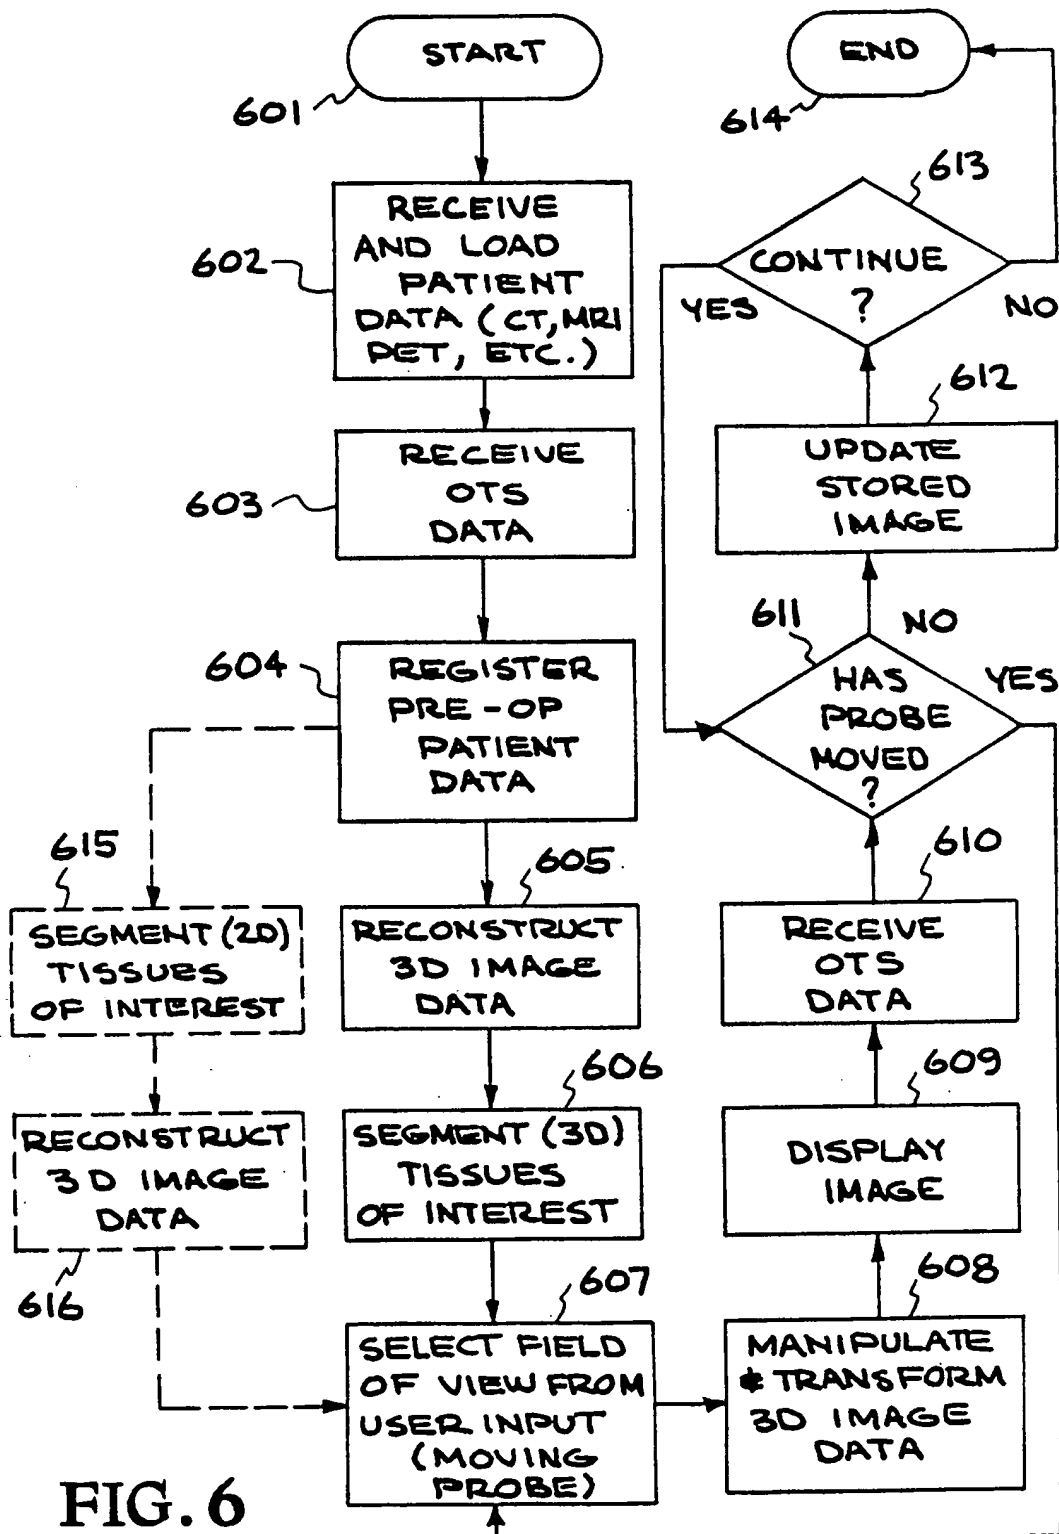 START
601
RECEIVE
AND LOAD
PATIENT
DATA (CT, MRI
PET, ETC.)
602
RECEIVE
OTS
DATA
603
REGISTER
PRE-OP
PATIENT
DATA
604
615
SEGMENT (2D)
TISSUES
OF INTEREST
RECONSTRUCT
3D IMAGE
DATA
616
605
RECONSTRUCT
3D IMAGE
DATA
606
SEGMENT (3D)
TISSUES
OF INTEREST
607
SELECT FIELD
OF VIEW FROM
USER INPUT
(MOVING
PROBE)
608
MANIPULATE
& TRANSFORM
3D IMAGE
DATA
609
DISPLAY
IMAGE
610
RECEIVE
OTS
DATA
611
HAS
PROBE
MOVED
?
NO
YES
612
UPDATE
STORED
IMAGE
613
CONTINUE
?
YES
NO
END
614
FIG. 6